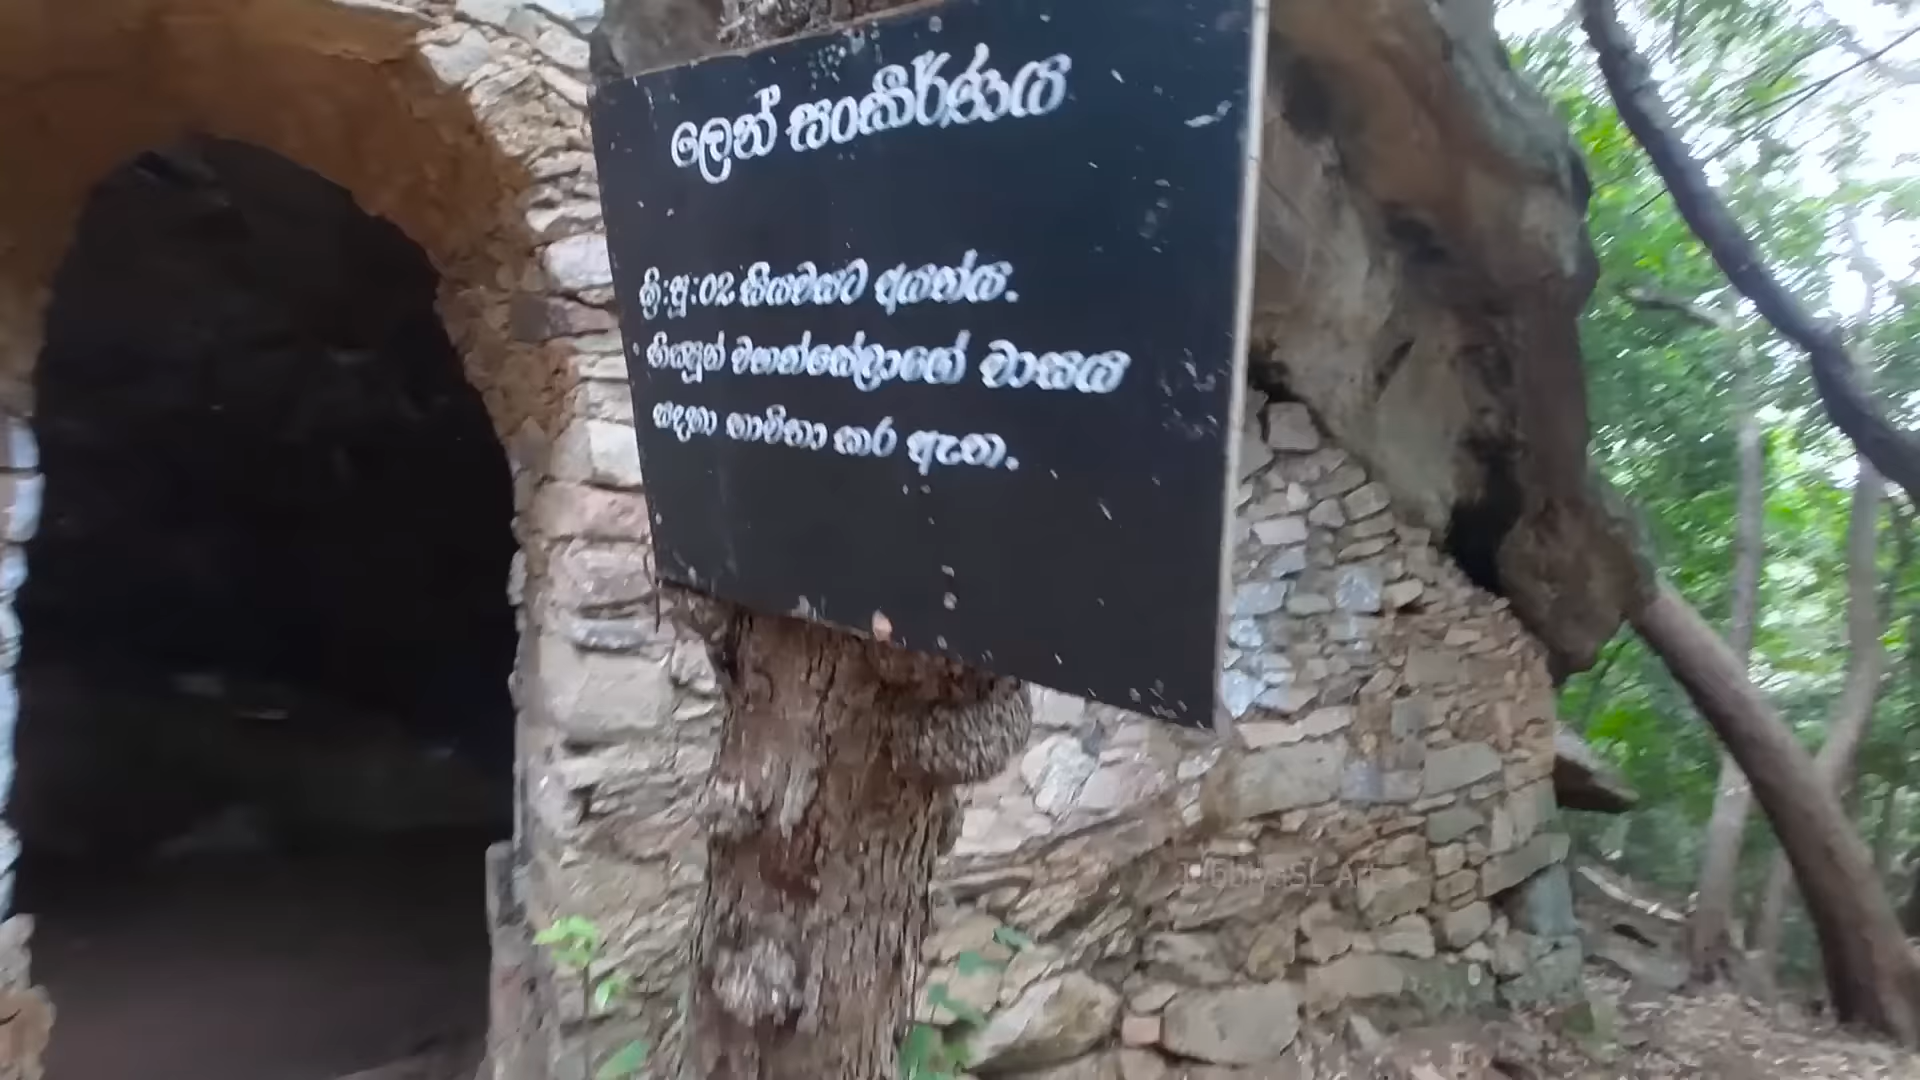 ලෙන් සංකීර්ණය
ක්‍රි:පූ:02 සියවසට අයත්ය.
භික්‍ෂූන් වහන්සේලාගේ වාසය
සඳහා භාවිතා කර ඇත.